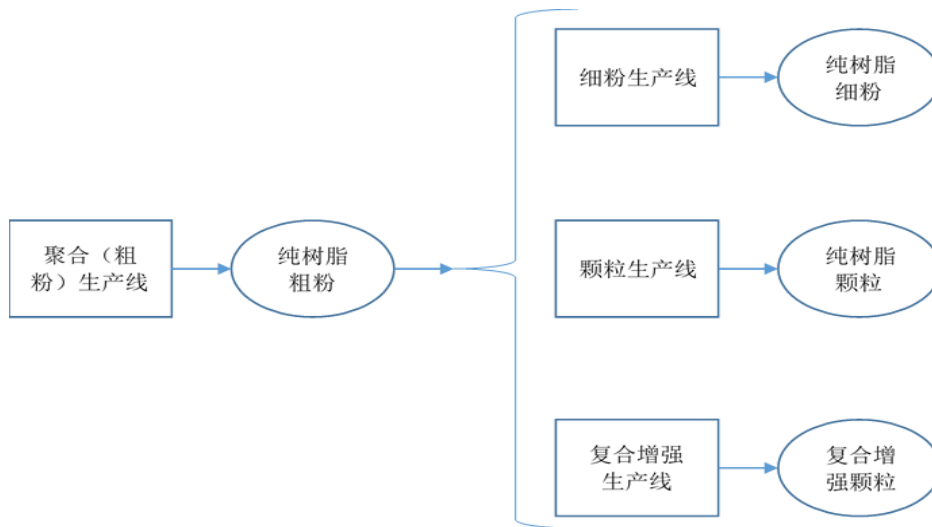 细粉生产线
纯树脂
细粉
聚合（粗
粉）生产线
纯树脂
粗粉
颗粒生产线
纯树脂
颗粒
复合增强
生产线
复合增
强颗粒